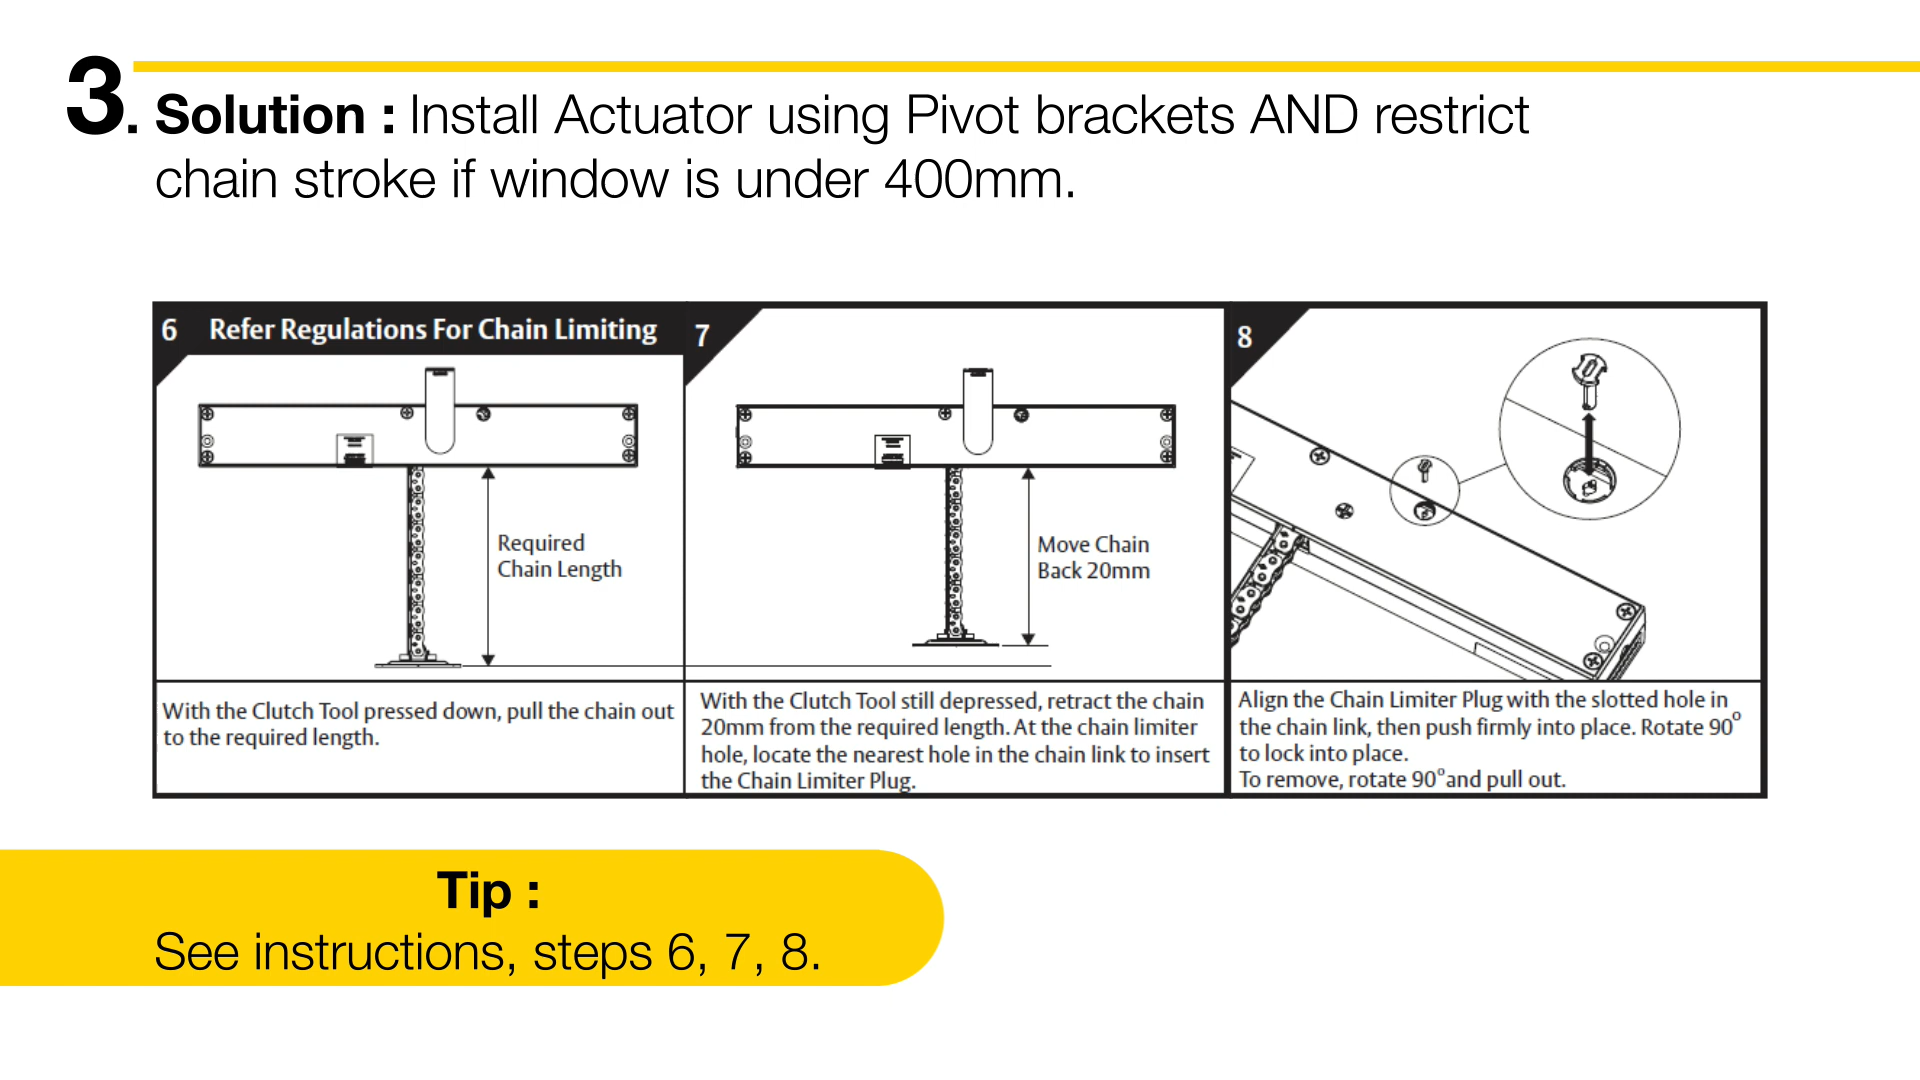 3. Solution : Install Actuator using Pivot brackets AND restrict
chain stroke if window is under 400mm.
6 Refer Regulations For Chain Limiting
Required
Chain Length
With the Clutch Tool pressed down, pull the chain out
to the required length.
7
Move Chain
Back 20mm
With the Clutch Tool still depressed, retract the chain
20mm from the required length. At the chain limiter
hole, locate the nearest hole in the chain link to insert
the Chain Limiter Plug.
8
Align the Chain Limiter Plug with the slotted hole in
the chain link, then push firmly into place. Rotate 90°
to lock into place.
To remove, rotate 90° and pull out.
Tip :
See instructions, steps 6, 7, 8.